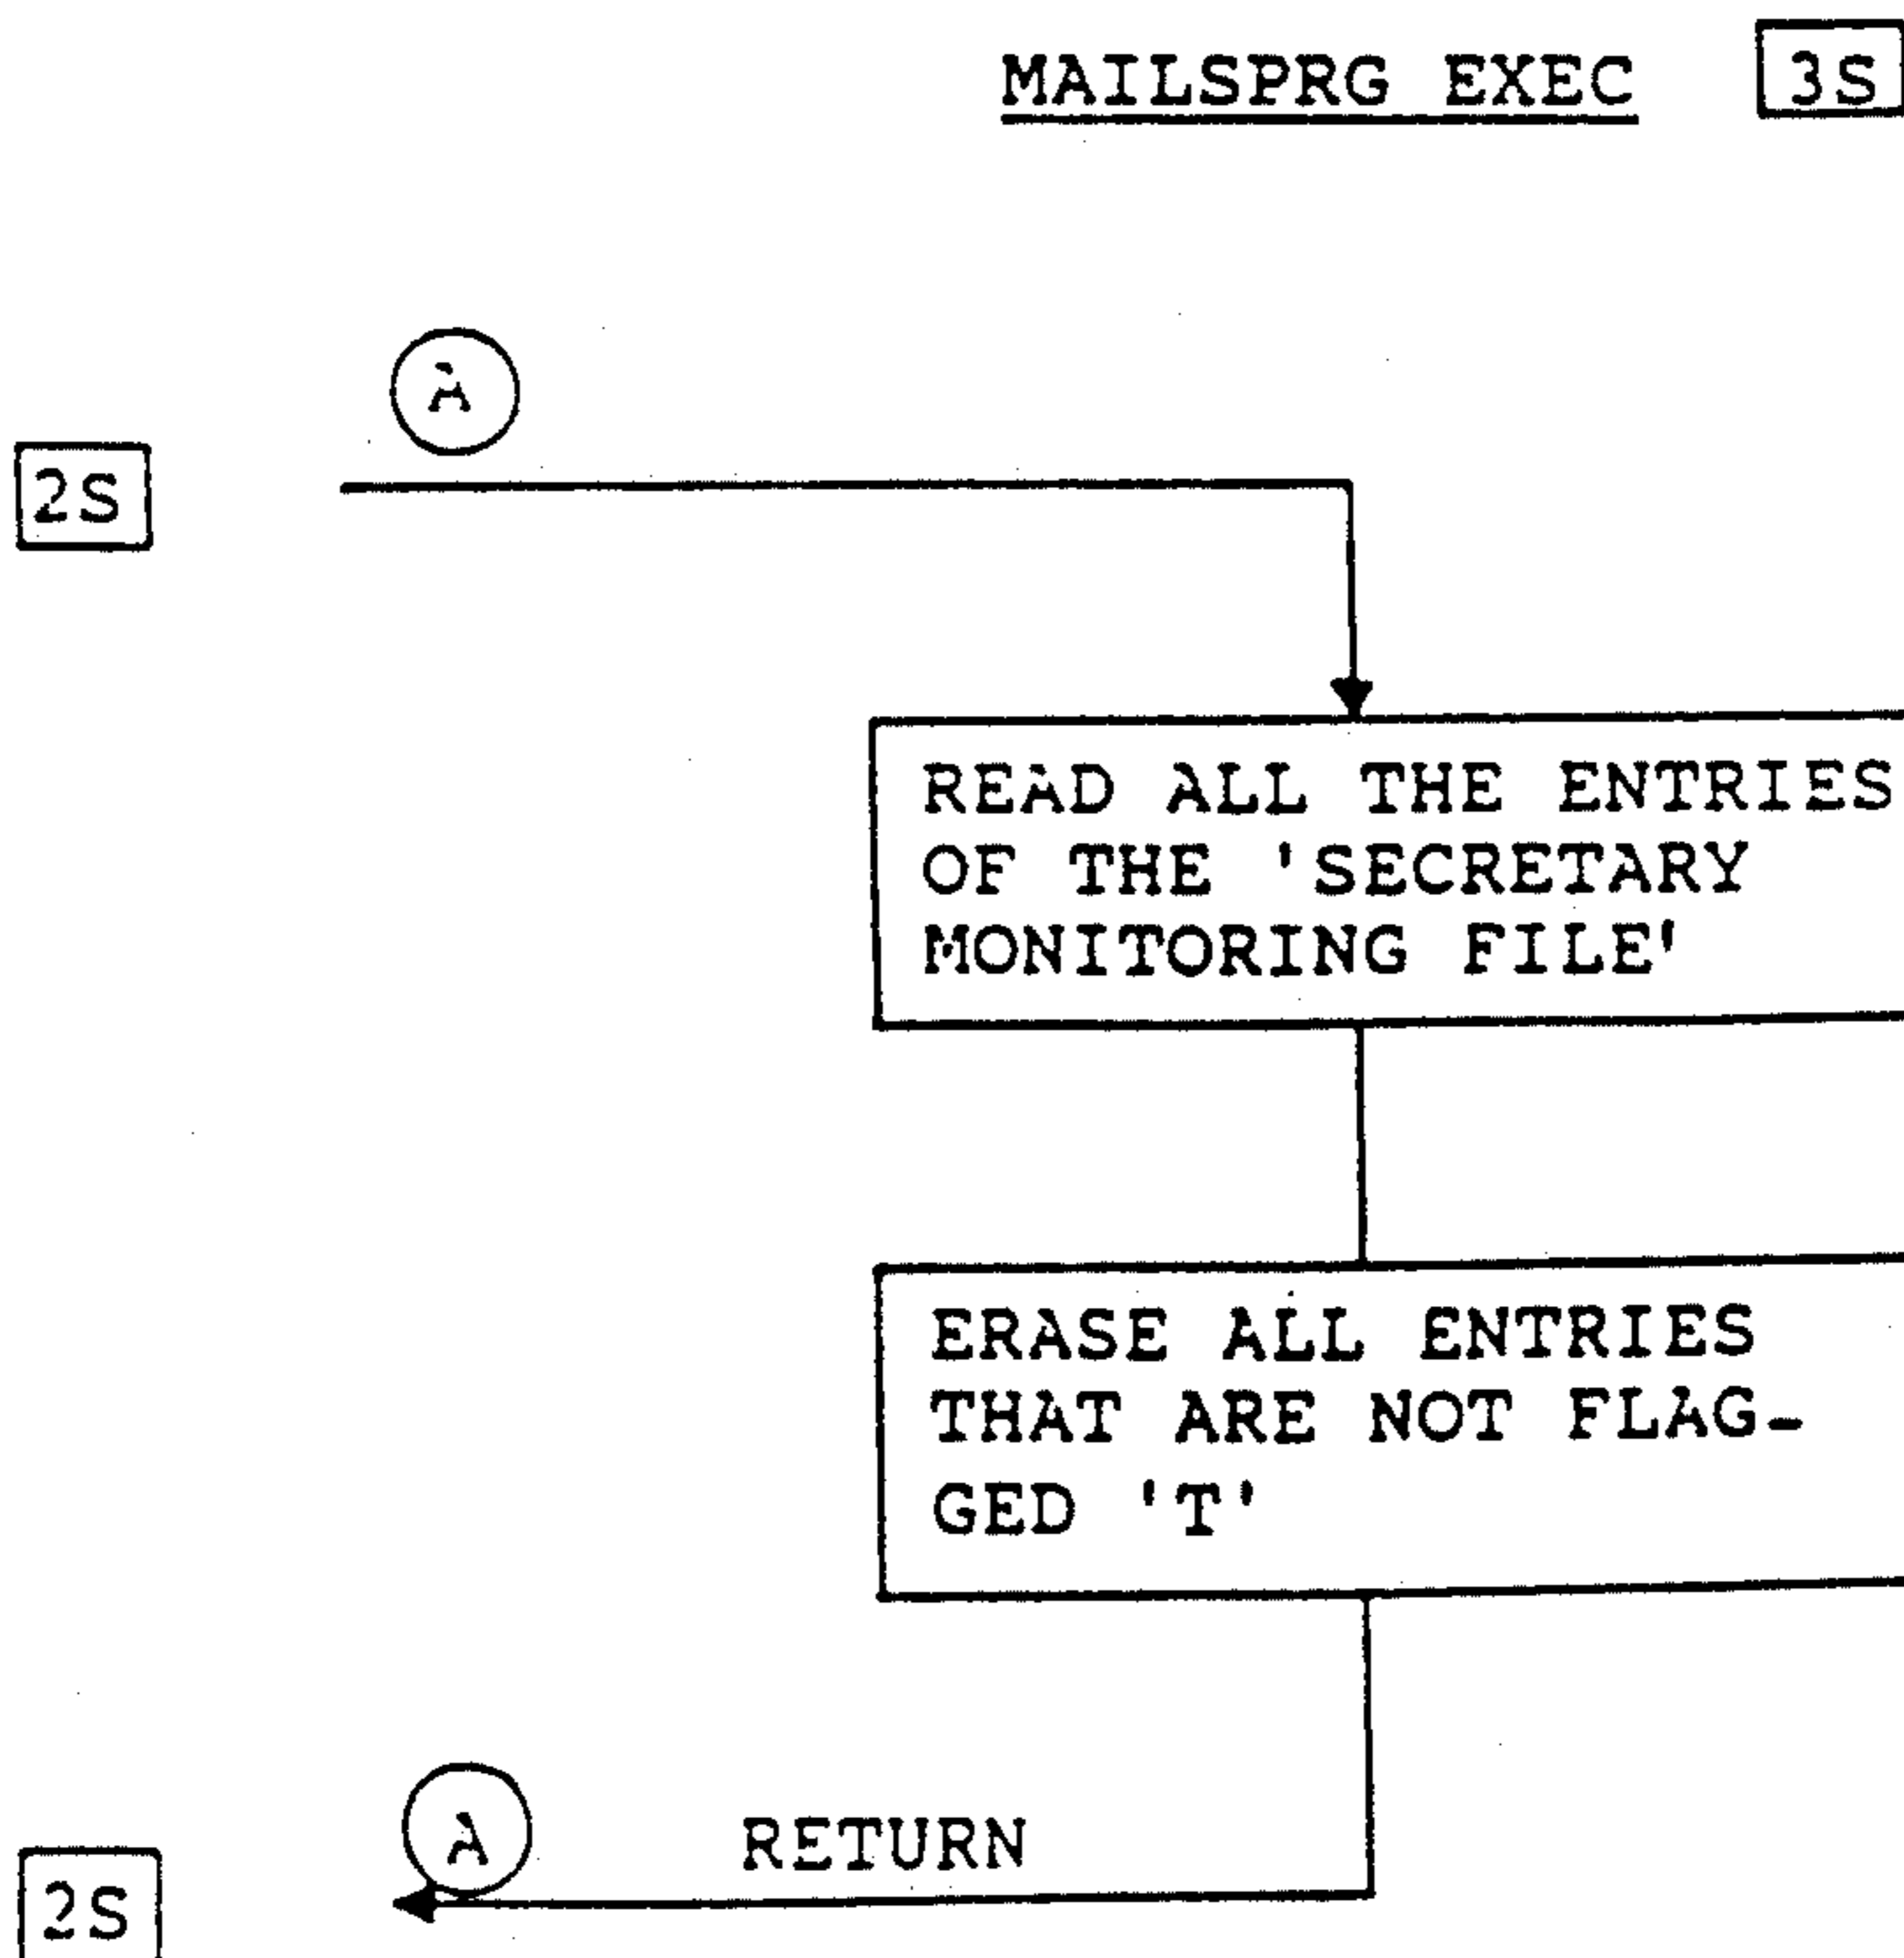 MAILSPRG EXEC 3S
A
2S
READ ALL THE ENTRIES
OF THE 'SECRETARY
MONITORING FILE'
ERASE ALL ENTRIES
THAT ARE NOT FLAG-
GED 'T'
A RETURN
2S